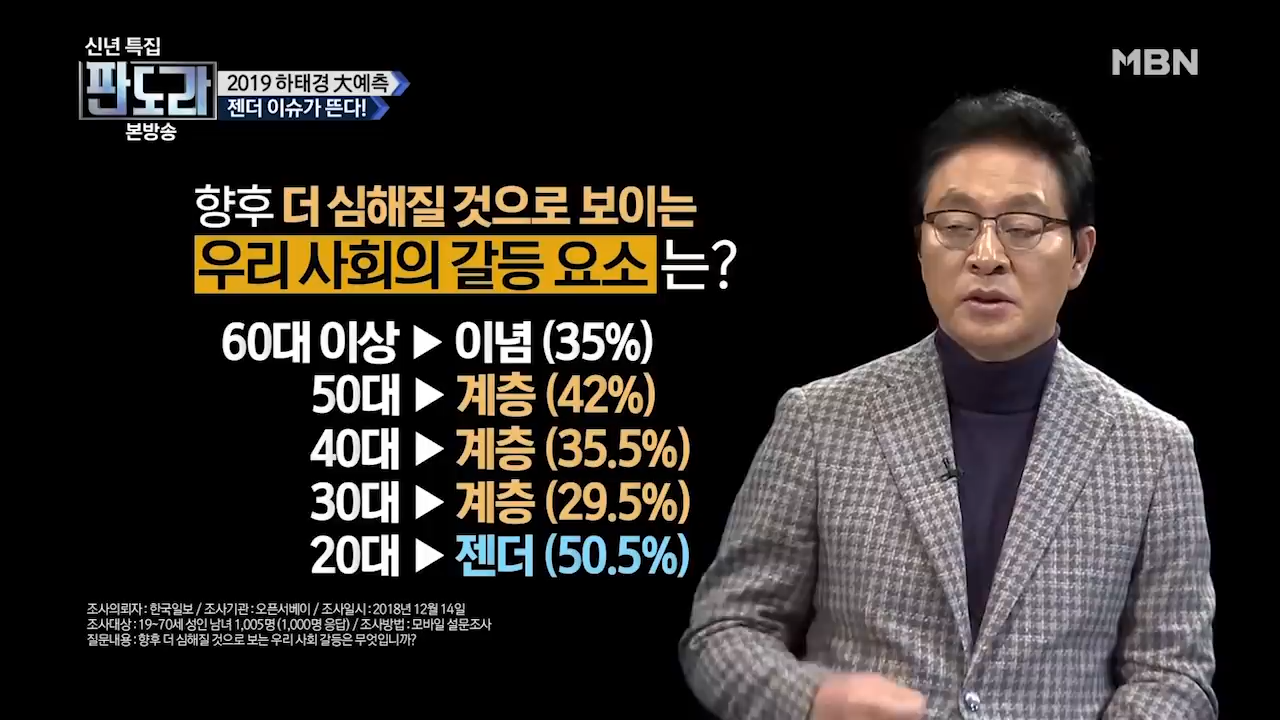 신년 특집
판도라
본방송
2019 하태경 大예측
젠더 이슈가 뜬다!
MBN
향후 더 심해질 것으로 보이는
우리 사회의 갈등 요소는?
60대 이상 ▶ 이념 (35%)
50대 ▶ 계층 (42%)
40대 ▶ 계층 (35.5%)
30대 ▶ 계층 (29.5%)
20대 ▶ 젠더 (50.5%)
조사의뢰자 : 한국일보 / 조사기관 : 오픈서베이 / 조사일시 : 2018년 12월 14일
조사대상 : 19~70세 성인 남녀 1,005명 (1,000명 응답) / 조사방법 : 모바일 설문조사
질문내용 : 향후 더 심해질 것으로 보는 우리 사회 갈등은 무엇입니까?